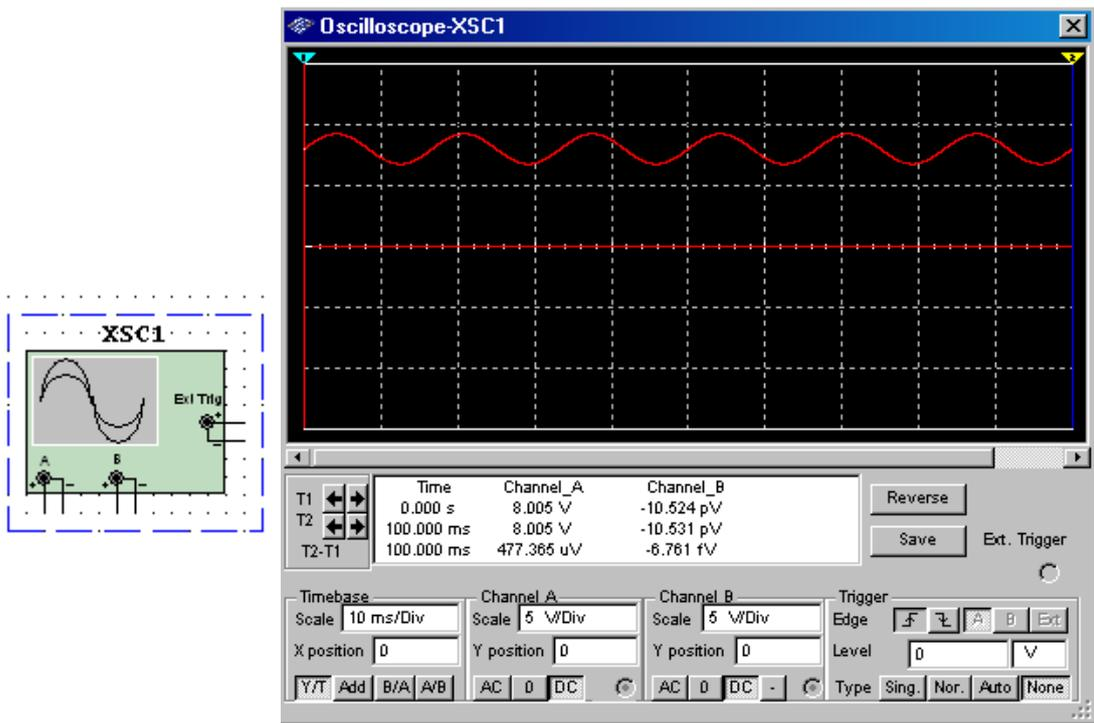 Oscilloscope-XSC1
1 2
XSC1
Ext Trig
+
-
A B
+ - + -
T1
T2
T2-T1
Time Channel_A Channel_B
0.000 s 8.005 V -10.524 pV
100.000 ms 8.005 V -10.531 pV
100.000 ms 477.365 uV -6.761 fV
Reverse
Save
Ext. Trigger
Timebase Channel A Channel B Trigger
Scale 10 ms/Div Scale 5 V/Div Scale 5 V/Div Edge A B Ext
X position 0 Y position 0 Y position 0 Level 0 V
Y/T Add B/A A/B AC 0 DC AC 0 DC - Type Sing. Nor. Auto None